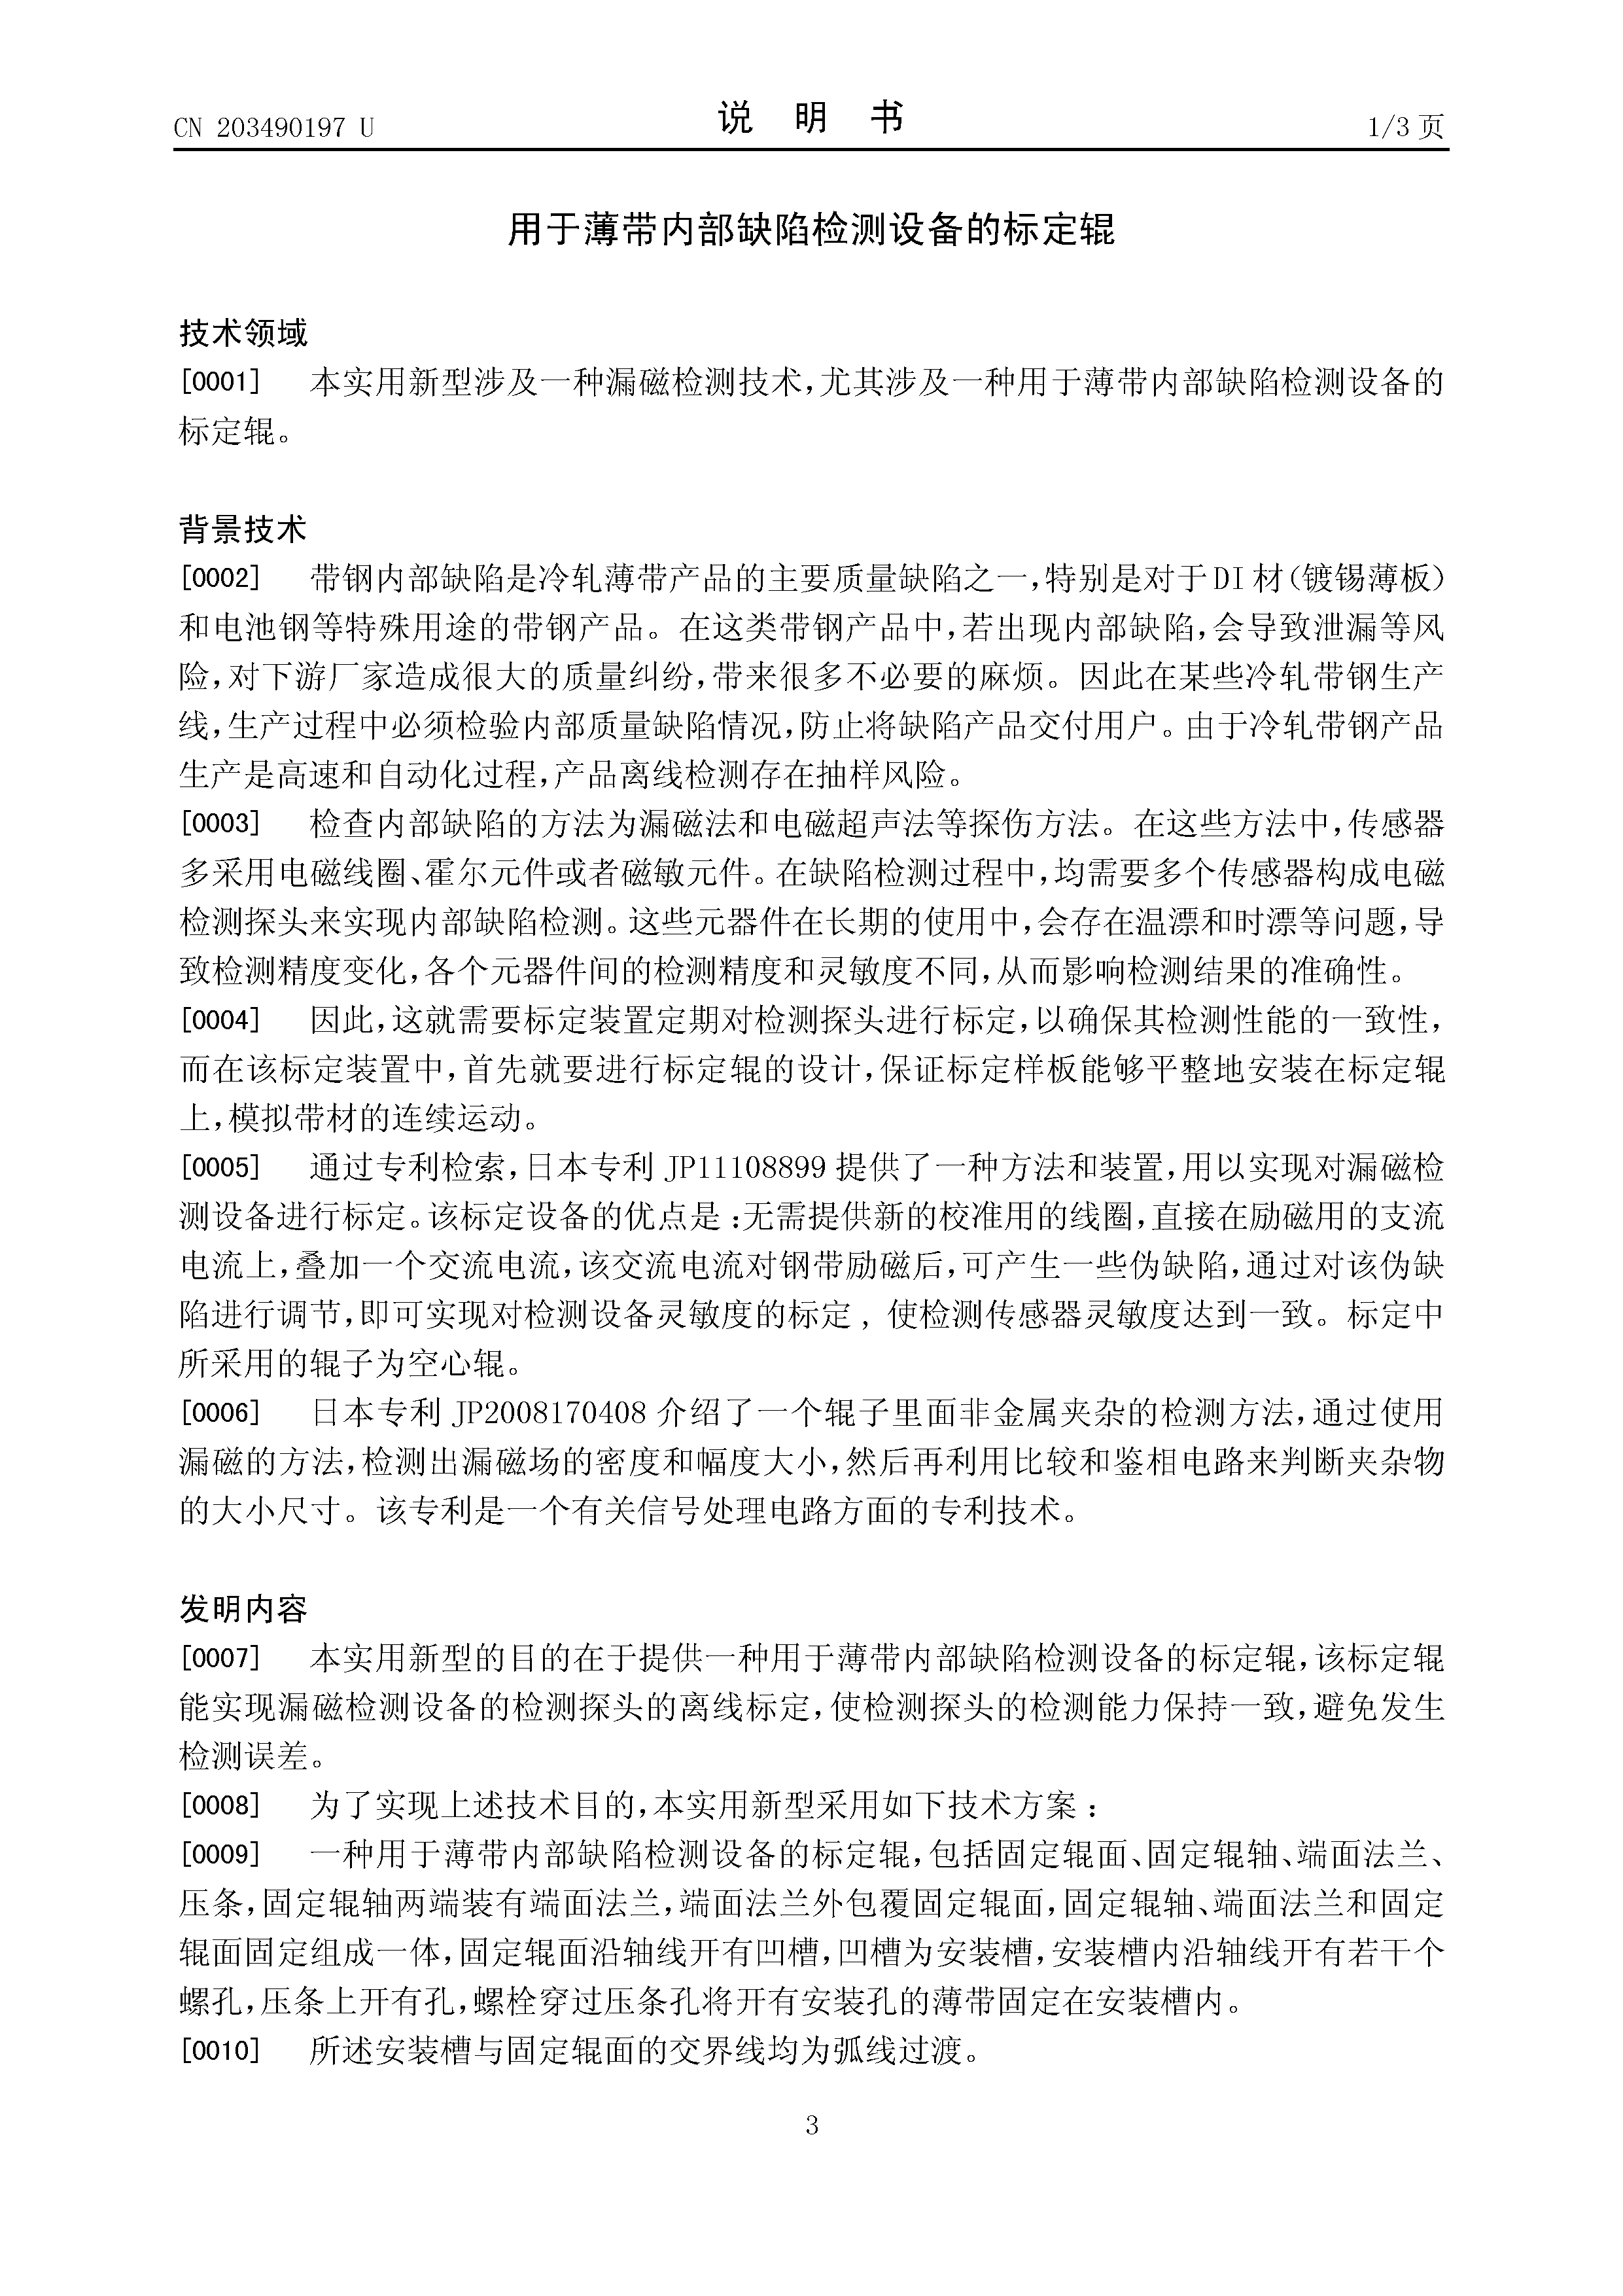 CN 203490197 U
说 明 书
1/3 页
用于薄带内部缺陷检测设备的标定辊
技术领域
[0001] 本实用新型涉及一种漏磁检测技术,尤其涉及一种用于薄带内部缺陷检测设备的
标定辊。
背景技术
[0002] 带钢内部缺陷是冷轧薄带产品的主要质量缺陷之一,特别是对于DI材(镀锡薄板)
和电池钢等特殊用途的带钢产品。在这类带钢产品中,若出现内部缺陷,会导致泄漏等风
险,对下游厂家造成很大的质量纠纷,带来很多不必要的麻烦。因此在某些冷轧带钢生产
线,生产过程中必须检验内部质量缺陷情况,防止将缺陷产品交付用户。由于冷轧带钢产品
生产是高速和自动化过程,产品离线检测存在抽样风险。
[0003] 检查内部缺陷的方法为漏磁法和电磁超声法等探伤方法。在这些方法中,传感器
多采用电磁线圈、霍尔元件或者磁敏元件。在缺陷检测过程中,均需要多个传感器构成电磁
检测探头来实现内部缺陷检测。这些元器件在长期的使用中,会存在温漂和时漂等问题,导
致检测精度变化,各个元器件间的检测精度和灵敏度不同,从而影响检测结果的准确性。
[0004] 因此,这就需要标定装置定期对检测探头进行标定,以确保其检测性能的一致性,
而在该标定装置中,首先就要进行标定辊的设计,保证标定样板能够平整地安装在标定辊
上,模拟带材的连续运动。
[0005] 通过专利检索,日本专利 JP11108899 提供了一种方法和装置,用以实现对漏磁检
测设备进行标定。该标定设备的优点是:无需提供新的校准用的线圈,直接在励磁用的支流
电流上,叠加一个交流电流,该交流电流对钢带励磁后,可产生一些伪缺陷,通过对该伪缺
陷进行调节,即可实现对检测设备灵敏度的标定, 使检测传感器灵敏度达到一致。标定中
所采用的辊子为空心辊。
[0006] 日本专利 JP2008170408 介绍了一个辊子里面非金属夹杂的检测方法,通过使用
漏磁的方法,检测出漏磁场的密度和幅度大小,然后再利用比较和鉴相电路来判断夹杂物
的大小尺寸。该专利是一个有关信号处理电路方面的专利技术。
发明内容
[0007] 本实用新型的目的在于提供一种用于薄带内部缺陷检测设备的标定辊,该标定辊
能实现漏磁检测设备的检测探头的离线标定,使检测探头的检测能力保持一致,避免发生
检测误差。
[0008] 为了实现上述技术目的,本实用新型采用如下技术方案:
[0009] 一种用于薄带内部缺陷检测设备的标定辊,包括固定辊面、固定辊轴、端面法兰、
压条,固定辊轴两端装有端面法兰,端面法兰外包覆固定辊面,固定辊轴、端面法兰和固定
辊面固定组成一体,固定辊面沿轴线开有凹槽,凹槽为安装槽,安装槽内沿轴线开有若干个
螺孔,压条上开有孔,螺栓穿过压条孔将开有安装孔的薄带固定在安装槽内。
[0010] 所述安装槽与固定辊面的交界线均为弧线过渡。
3